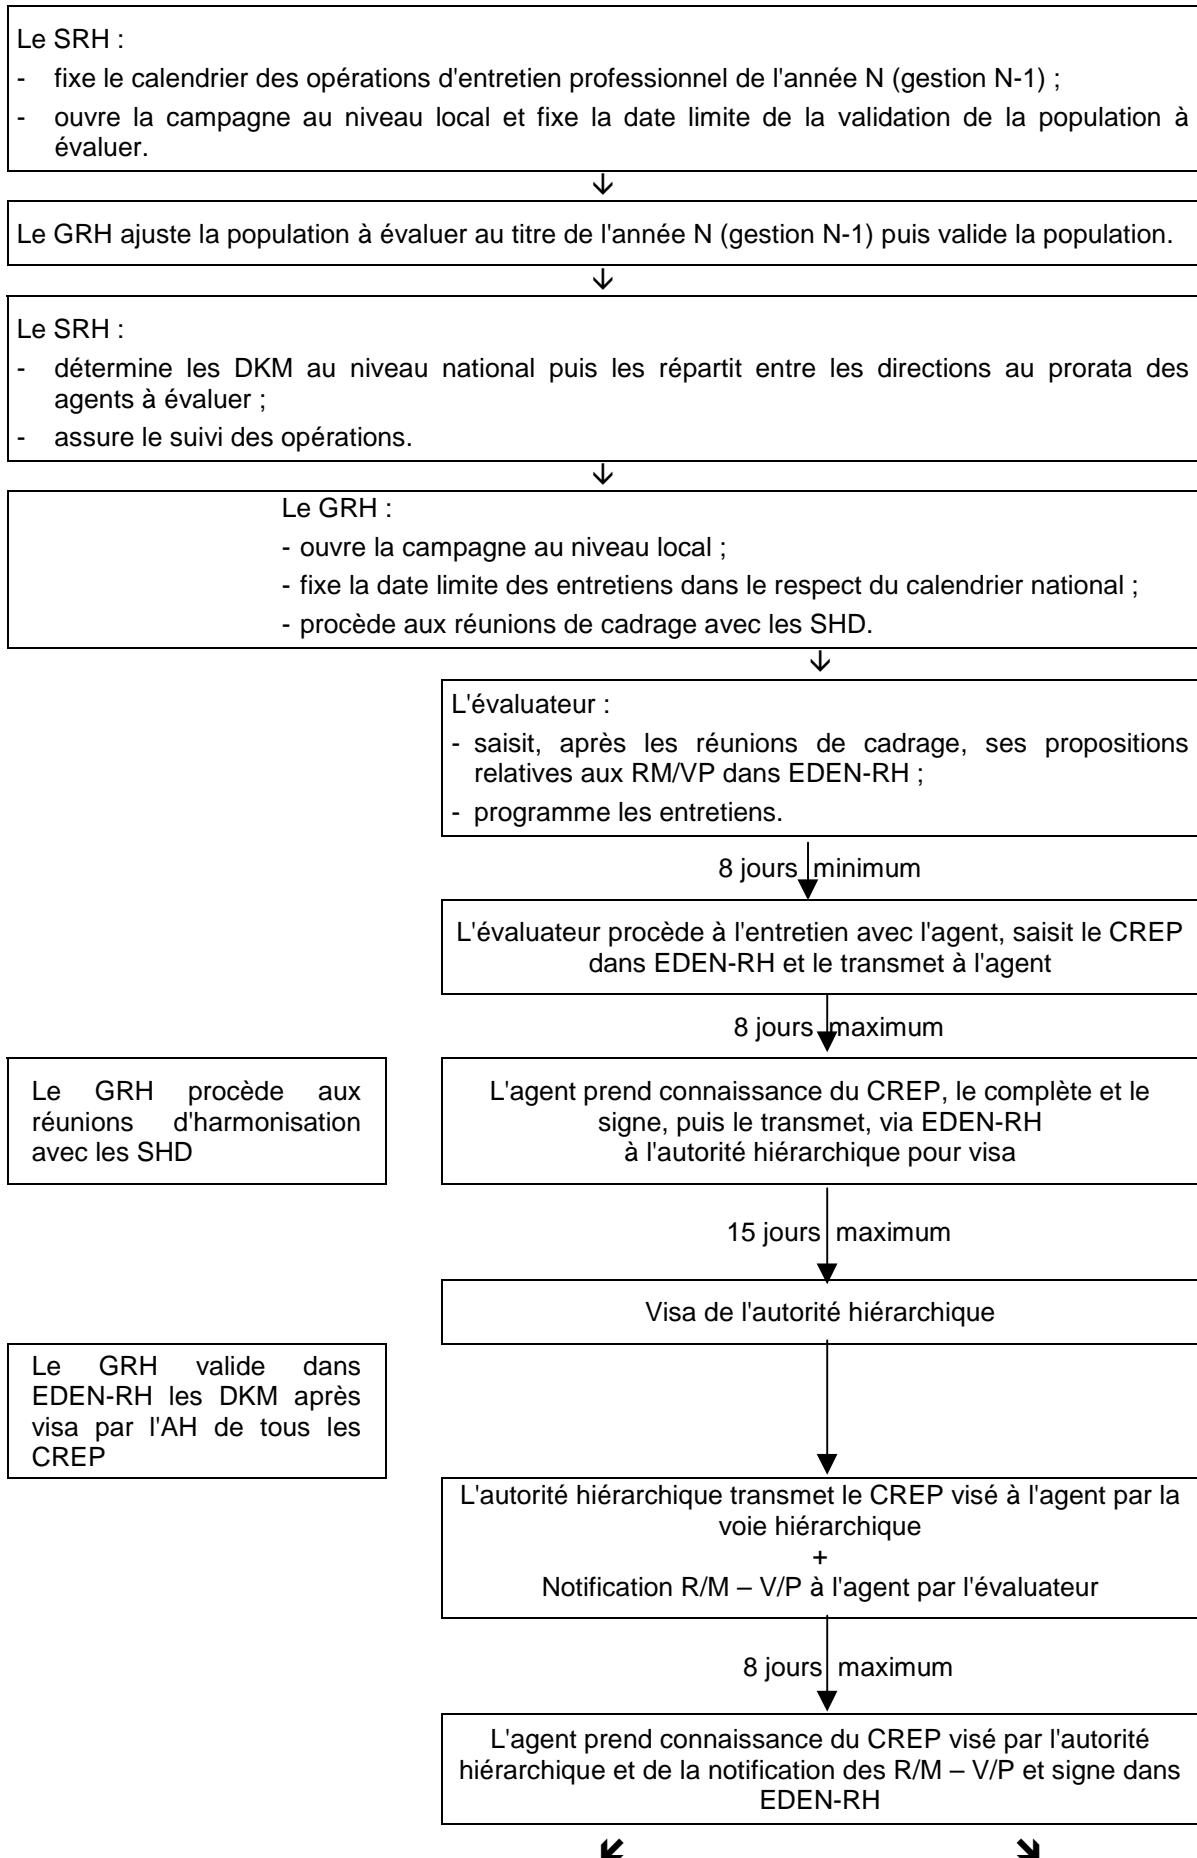 Le SRH :
- fixe le calendrier des opérations d'entretien professionnel de l'année N (gestion N-1) ;
- ouvre la campagne au niveau local et fixe la date limite de la validation de la population à
évaluer.
Le GRH ajuste la population à évaluer au titre de l'année N (gestion N-1) puis valide la population.
Le SRH :
- détermine les DKM au niveau national puis les répartit entre les directions au prorata des
agents à évaluer ;
- assure le suivi des opérations.
Le GRH :
- ouvre la campagne au niveau local ;
- fixe la date limite des entretiens dans le respect du calendrier national ;
- procède aux réunions de cadrage avec les SHD.
L'évaluateur :
- saisit, après les réunions de cadrage, ses propositions
relatives aux RM/VP dans EDEN-RH ;
- programme les entretiens.
8 jours minimum
L'évaluateur procède à l'entretien avec l'agent, saisit le CREP
dans EDEN-RH et le transmet à l'agent
8 jours maximum
Le GRH procède aux
réunions d'harmonisation
avec les SHD
L'agent prend connaissance du CREP, le complète et le
signe, puis le transmet, via EDEN-RH
à l'autorité hiérarchique pour visa
15 jours maximum
Visa de l'autorité hiérarchique
Le GRH valide dans
EDEN-RH les DKM après
visa par l'AH de tous les
CREP
L'autorité hiérarchique transmet le CREP visé à l'agent par la
voie hiérarchique
+
Notification R/M – V/P à l'agent par l'évaluateur
8 jours maximum
L'agent prend connaissance du CREP visé par l'autorité
hiérarchique et de la notification des R/M – V/P et signe dans
EDEN-RH